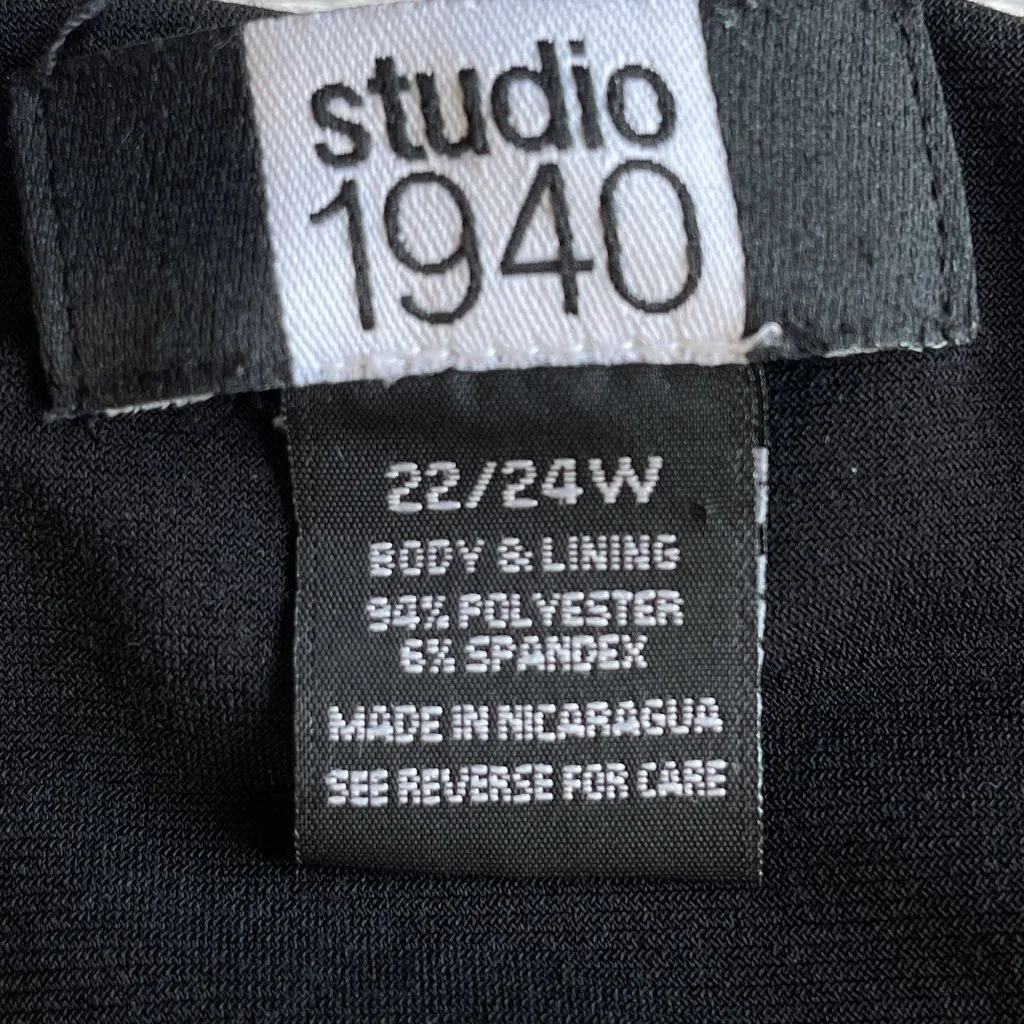 studio
1940
22/24W
BODY & LINING
94% POLYESTER
6% SPANDEX
MADE IN NICARAGUA
SEE REVERSE FOR CARE